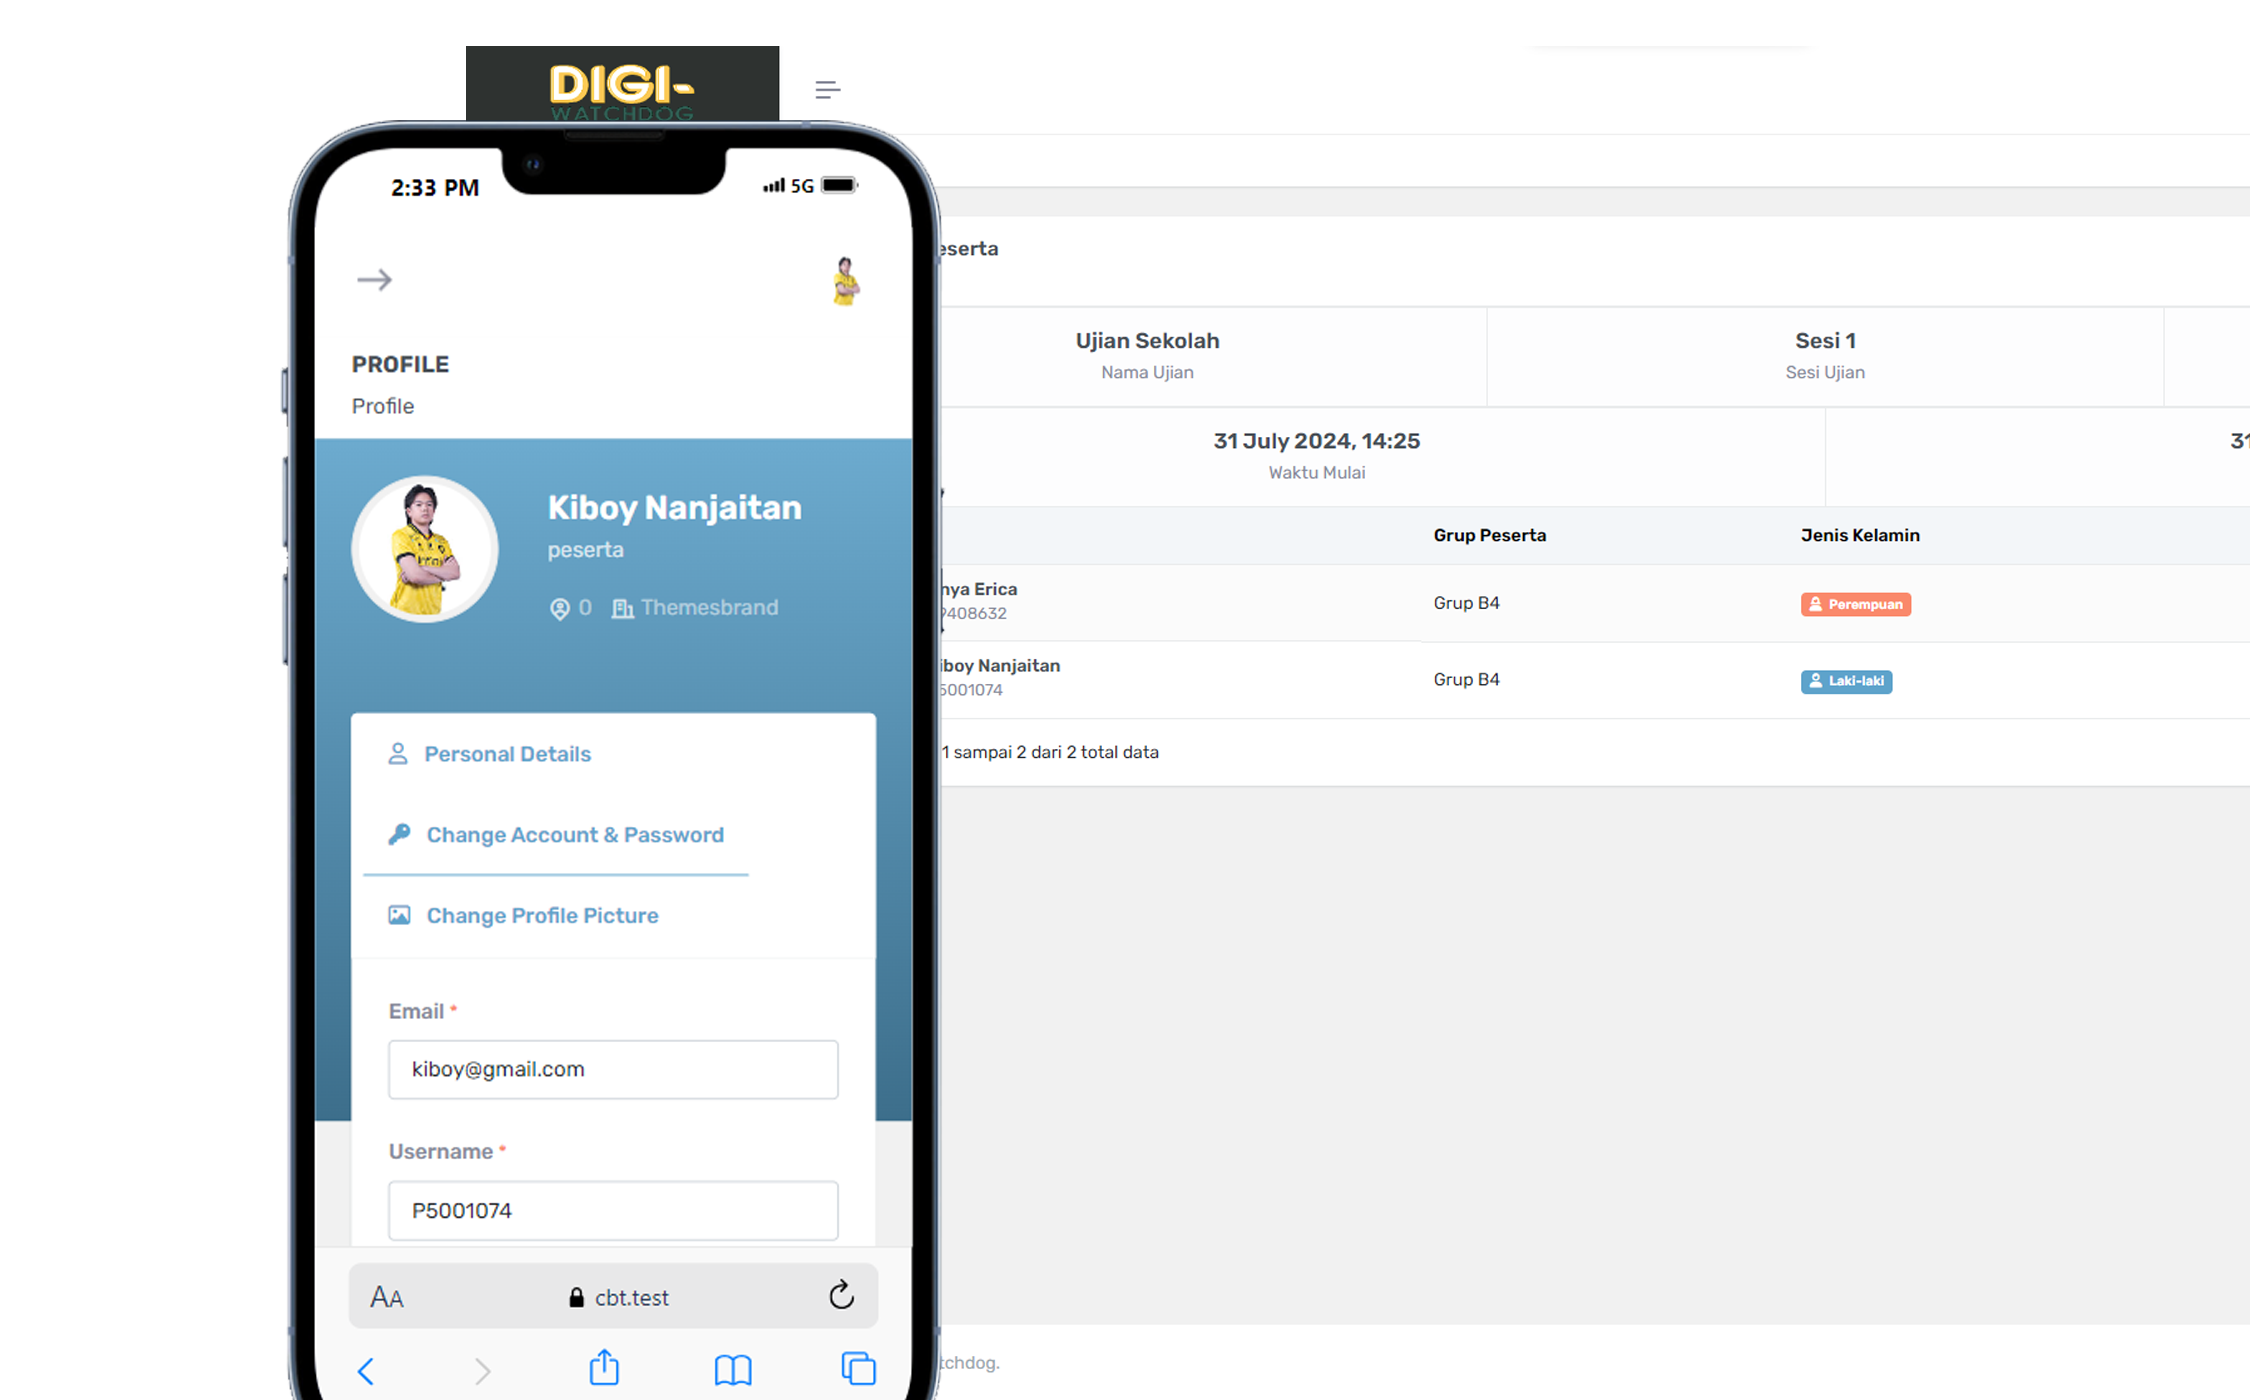 DIGI-
WATCHDOG
2:33 PM
5G
PROFILE
Profile
Kiboy Nanjaitan
peserta
0 Themesbrand
Personal Details
Change Account & Password
Change Profile Picture
Email *
kiboy@gmail.com
Username *
P5001074
AA
cbt.test
eserta
Ujian Sekolah
Nama Ujian
Sesi 1
Sesi Ujian
31 July 2024, 14:25
Waktu Mulai
31
Grup Peserta
Jenis Kelamin
nya Erica
9408632
Grup B4
Perempuan
iboy Nanjaitan
5001074
Grup B4
Laki-laki
1 sampai 2 dari 2 total data
tchdog.